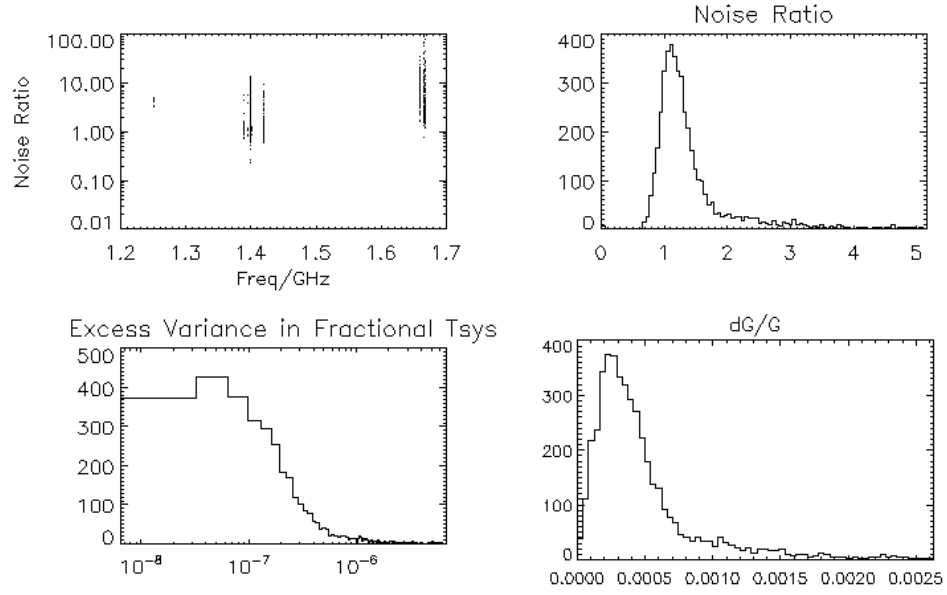 Noise Ratio
100.00
10.00
1.00
0.10
0.01
1.2 1.3 1.4 1.5 1.6 1.7
Freq/GHz
Noise Ratio
400
300
200
100
0
0 1 2 3 4 5
Excess Variance in Fractional Tsys
500
400
300
200
100
0
10⁻⁸ 10⁻⁷ 10⁻⁶
dG/G
400
300
200
100
0
0.0000 0.0005 0.0010 0.0015 0.0020 0.0025